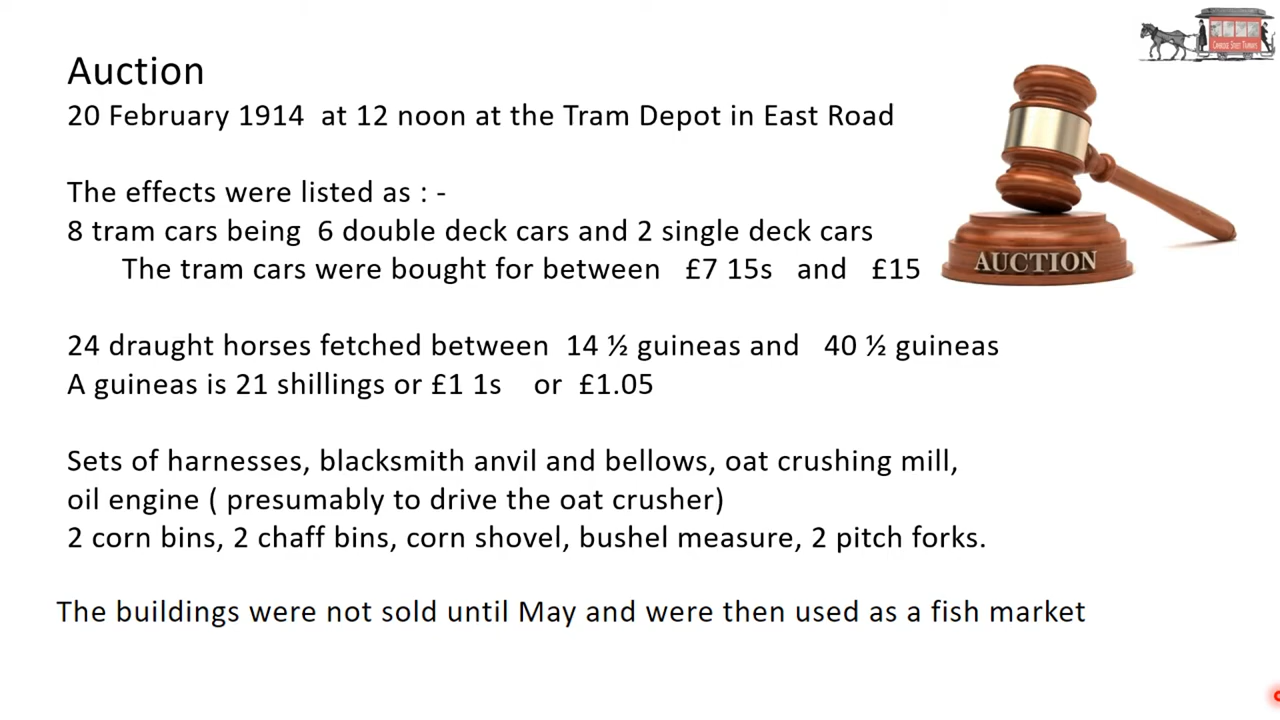 Auction
20 February 1914 at 12 noon at the Tram Depot in East Road
The effects were listed as : -
8 tram cars being 6 double deck cars and 2 single deck cars
The tram cars were bought for between £7 15s and £15
24 draught horses fetched between 14 ½ guineas and 40 ½ guineas
A guineas is 21 shillings or £1 1s or £1.05
Sets of harnesses, blacksmith anvil and bellows, oat crushing mill,
oil engine ( presumably to drive the oat crusher)
2 corn bins, 2 chaff bins, corn shovel, bushel measure, 2 pitch forks.
The buildings were not sold until May and were then used as a fish market
AUCTION
Cambridge Street Tramways